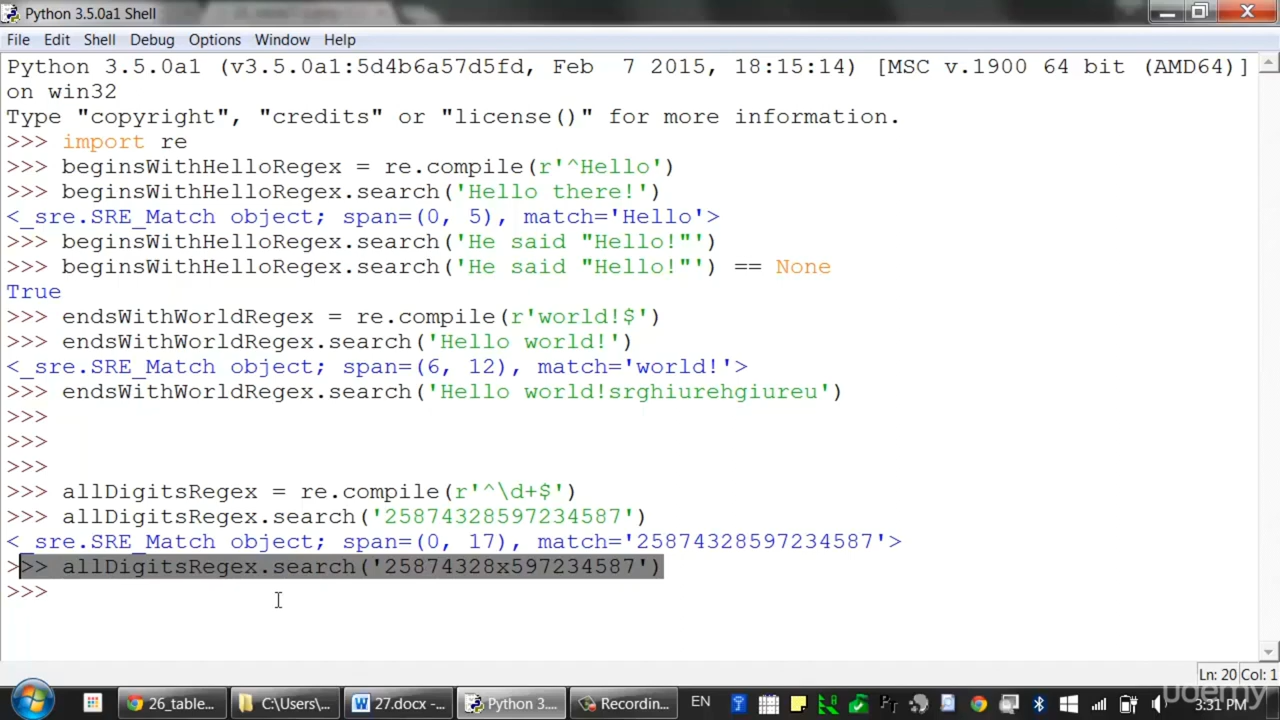 Python 3.5.0a1 Shell
File Edit Shell Debug Options Window Help
Python 3.5.0a1 (v3.5.0a1:5d4b6a57d5fd, Feb  7 2015, 18:15:14) [MSC v.1900 64 bit (AMD64)]
on win32
Type "copyright", "credits" or "license()" for more information.
>>> import re
>>> beginsWithHelloRegex = re.compile(r'^Hello')
>>> beginsWithHelloRegex.search('Hello there!')
<_sre.SRE_Match object; span=(0, 5), match='Hello'>
>>> beginsWithHelloRegex.search('He said "Hello!"')
>>> beginsWithHelloRegex.search('He said "Hello!"') == None
True
>>> endsWithWorldRegex = re.compile(r'world!$')
>>> endsWithWorldRegex.search('Hello world!')
<_sre.SRE_Match object; span=(6, 12), match='world!'>
>>> endsWithWorldRegex.search('Hello world!srghiurehgiureu')
>>>
>>>
>>>
>>> allDigitsRegex = re.compile(r'^\d+$')
>>> allDigitsRegex.search('25874328597234587')
<_sre.SRE_Match object; span=(0, 17), match='25874328597234587'>
>>> allDigitsRegex.search('25874328x597234587')
>>>
Ln: 20 Col: 1
26_table... C:\Users\... 27.docx -... Python 3.... Recordin... EN 3:31 PM
udemy